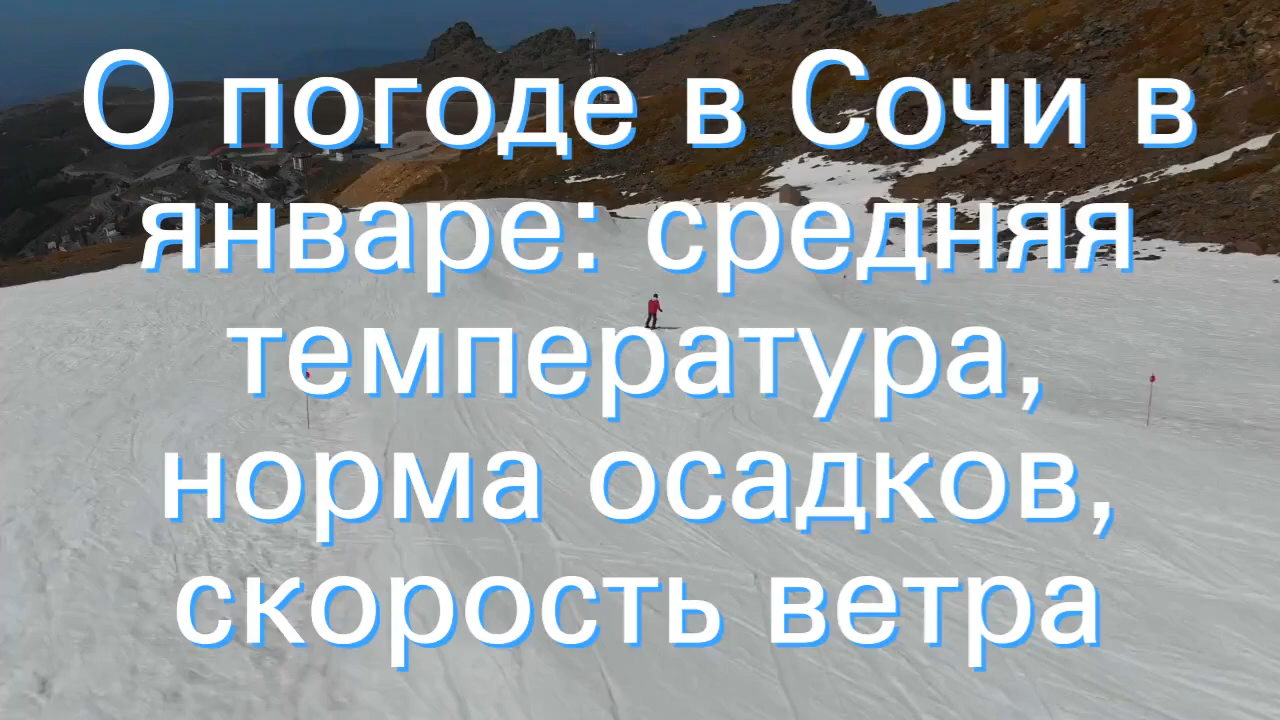 О погоде в Сочи в
январе: средняя
температура,
норма осадков,
скорость ветра